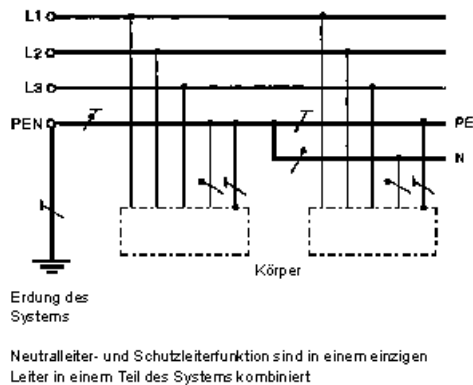 L1
L2
L3
PEN
PE
N
Körper
Erdung des
Systems
Neutralleiter- und Schutzleiterfunktion sind in einem einzigen
Leiter in einem Teil des Systems kombiniert